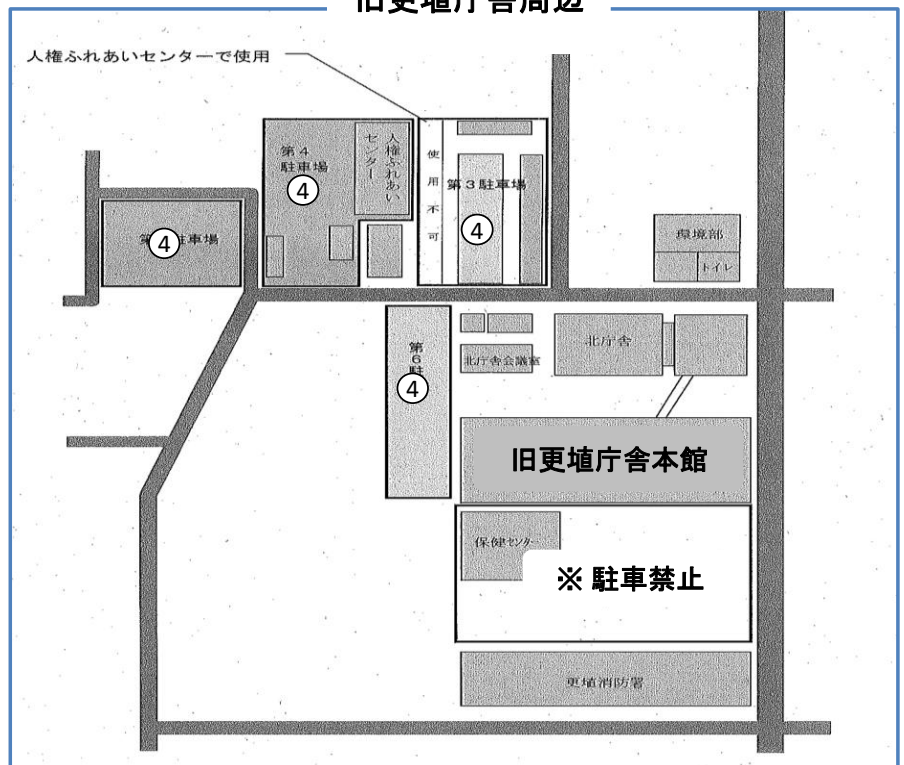 旧更埴庁舎周辺
人権ふれあいセンターで使用
第4
駐車場
④
人権ふれあい
センター
使用不可
第3駐車場
④
第
駐車場
④
環境部
トイレ
第6駐
④
北庁舎会議室
北庁舎
旧更埴庁舎本館
保健センター
※ 駐車禁止
更埴消防署